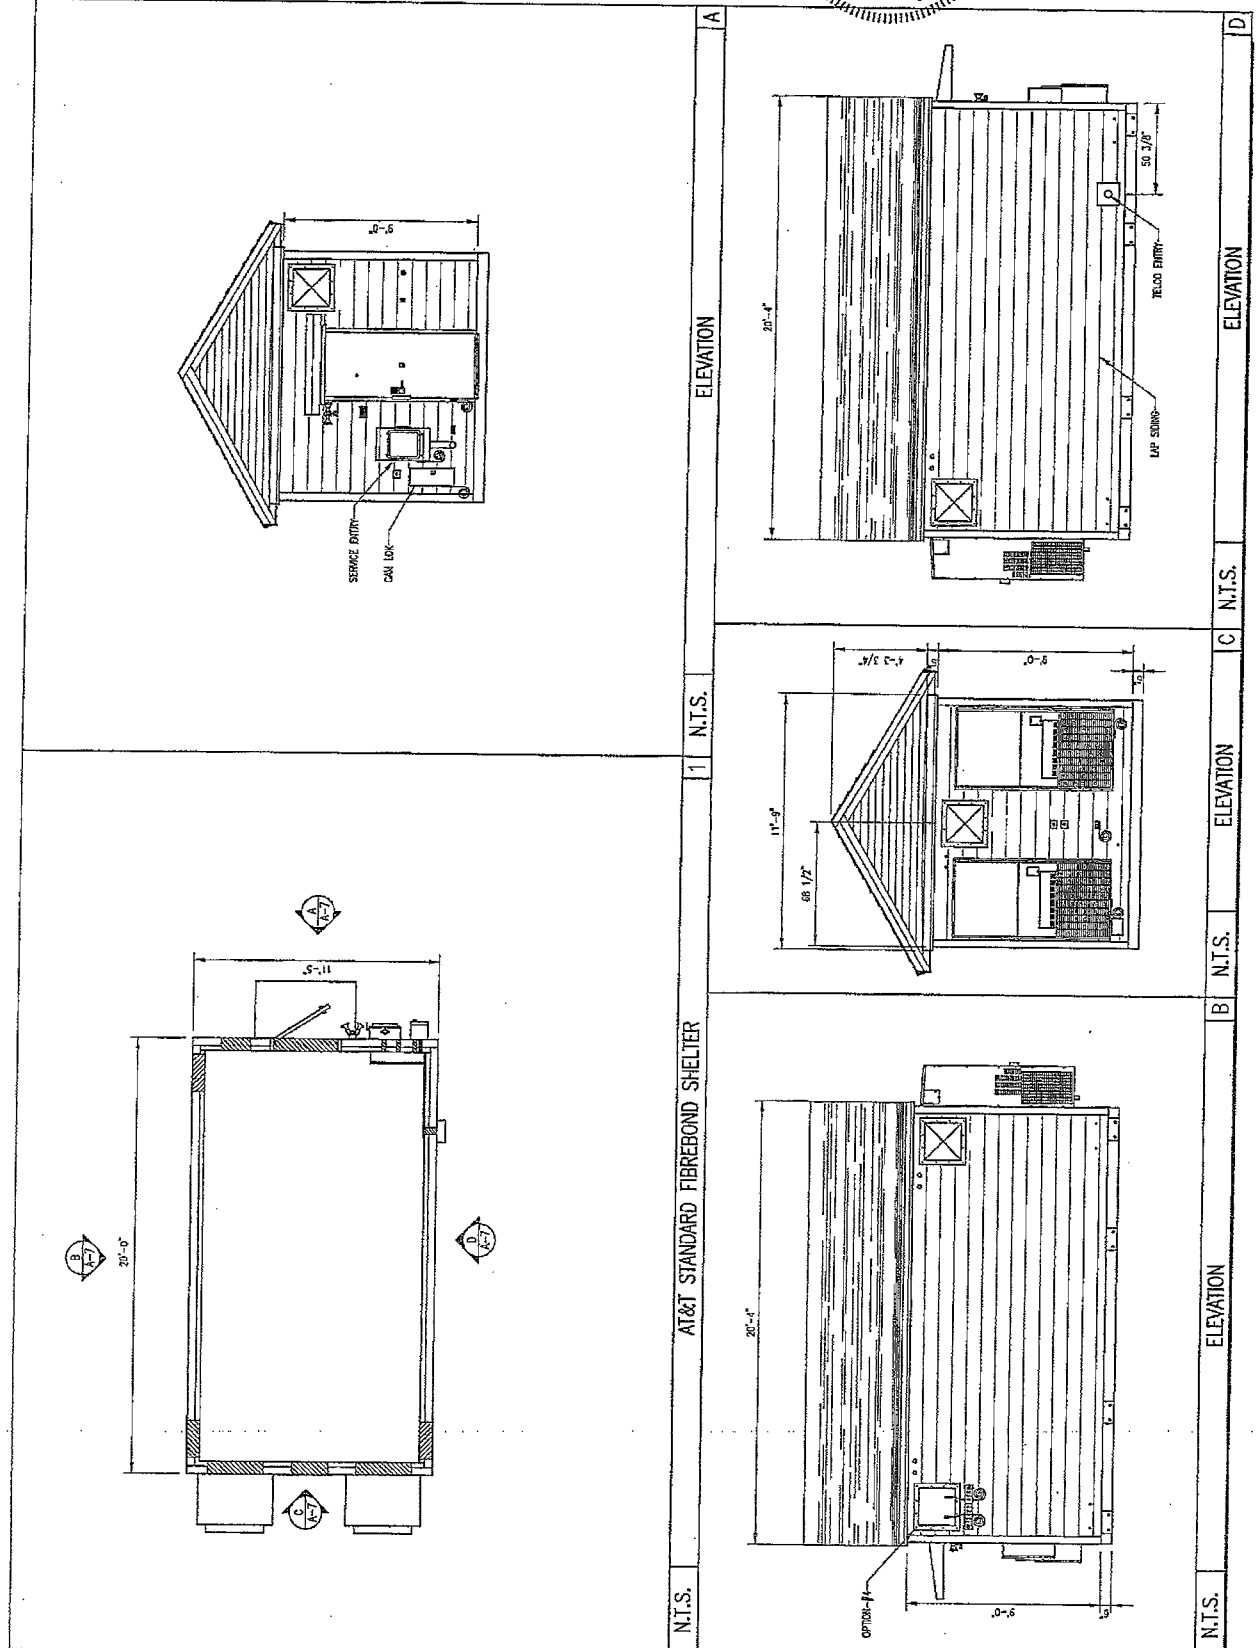 A
A-7
B
A-7
C
A-7
D
A-7
20'-0"
11'-5"
N.T.S.
AT&T STANDARD FIBREBOND SHELTER
1
SERVICE ENTRY
CAM LOK
9'-0"
N.T.S.
ELEVATION
A
20'-4"
OPTION-#4
9'-0"
6"
N.T.S.
ELEVATION
B
11'-9"
68 1/2"
4'-3 3/4"
9'-0"
N.T.S.
ELEVATION
C
20'-4"
50 3/8"
TELCO ENTRY
LAP SIDING
N.T.S.
ELEVATION
D